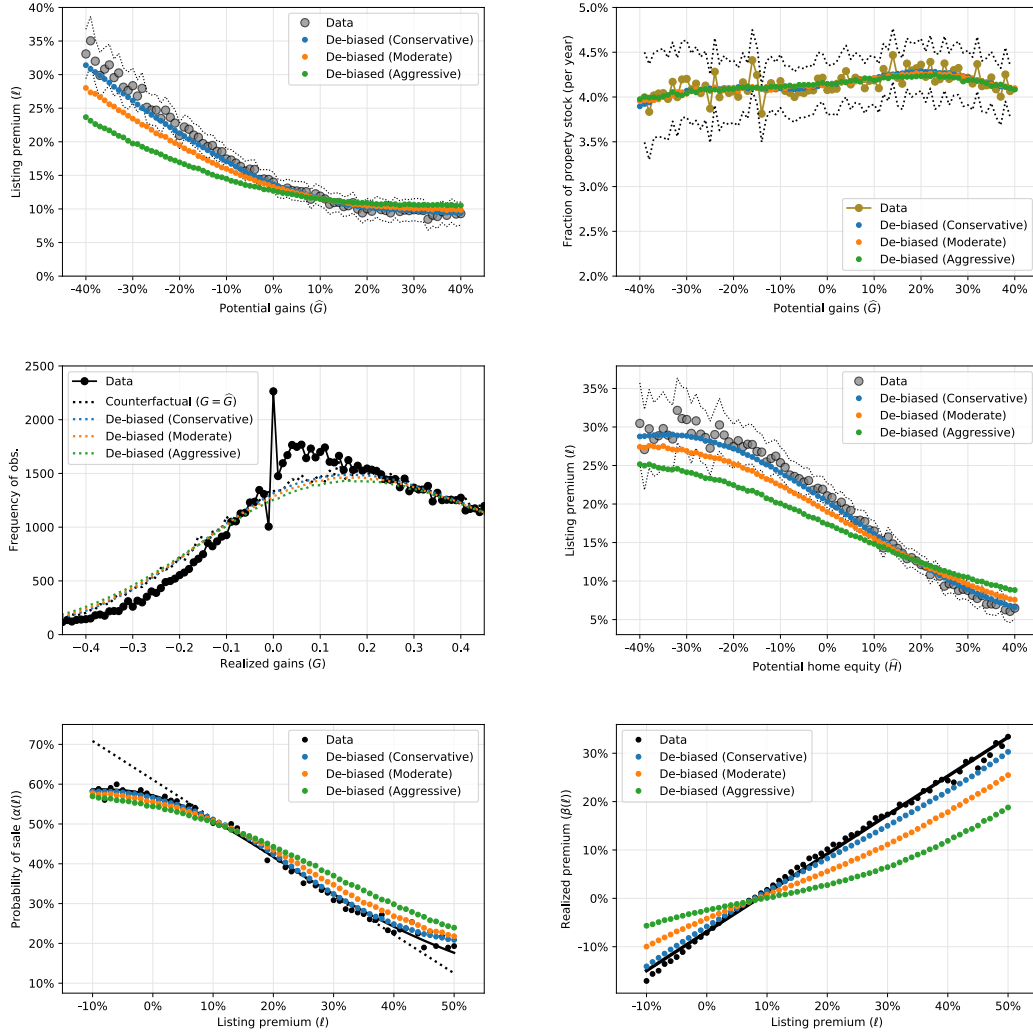 40%
35%
30%
25%
20%
15%
10%
5%
0%
Listing premium (ℓ)
Data
De-biased (Conservative)
De-biased (Moderate)
De-biased (Aggressive)
-40% -30% -20% -10% 0% 10% 20% 30% 40%
Potential gains (Ĝ)
5.0%
4.5%
4.0%
3.5%
3.0%
2.5%
2.0%
Fraction of property stock (per year)
Data
De-biased (Conservative)
De-biased (Moderate)
De-biased (Aggressive)
-40% -30% -20% -10% 0% 10% 20% 30% 40%
Potential gains (Ĝ)
2500
2000
1500
1000
500
0
Frequency of obs.
Data
Counterfactual (G = Ĝ)
De-biased (Conservative)
De-biased (Moderate)
De-biased (Aggressive)
−0.4 −0.3 −0.2 −0.1 0.0 0.1 0.2 0.3 0.4
Realized gains (G)
35%
30%
25%
20%
15%
10%
5%
Listing premium (ℓ)
Data
De-biased (Conservative)
De-biased (Moderate)
De-biased (Aggressive)
-40% -30% -20% -10% 0% 10% 20% 30% 40%
Potential home equity (Ĥ)
70%
60%
50%
40%
30%
20%
10%
Probability of sale (α(ℓ))
Data
De-biased (Conservative)
De-biased (Moderate)
De-biased (Aggressive)
-10% 0% 10% 20% 30% 40% 50%
Listing premium (ℓ)
30%
20%
10%
0%
-10%
Realized premium (β(ℓ))
Data
De-biased (Conservative)
De-biased (Moderate)
De-biased (Aggressive)
-10% 0% 10% 20% 30% 40% 50%
Listing premium (ℓ)